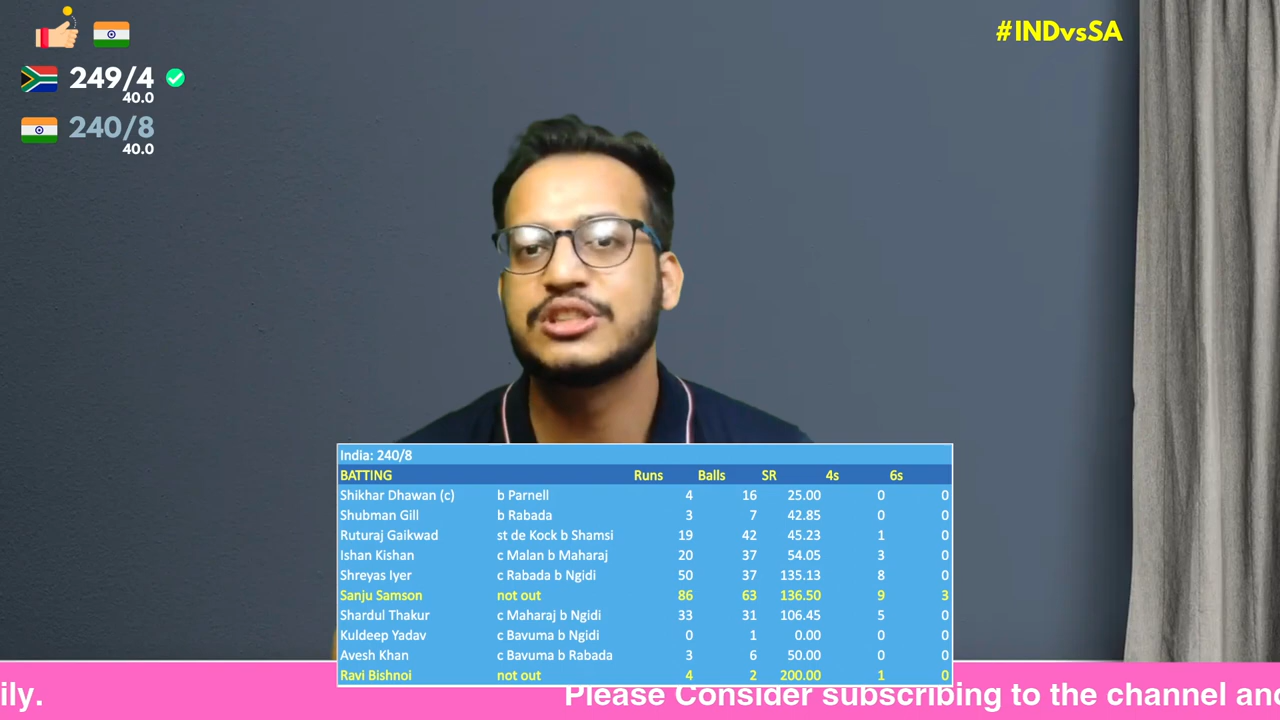 #INDvsSA
249/4
40.0
240/8
40.0
India: 240/8
BATTING Runs Balls SR 4s 6s
Shikhar Dhawan (c) b Parnell 4 16 25.00 0 0
Shubman Gill b Rabada 3 7 42.85 0 0
Ruturaj Gaikwad st de Kock b Shamsi 19 42 45.23 1 0
Ishan Kishan c Malan b Maharaj 20 37 54.05 3 0
Shreyas Iyer c Rabada b Ngidi 50 37 135.13 8 0
Sanju Samson not out 86 63 136.50 9 3
Shardul Thakur c Maharaj b Ngidi 33 31 106.45 5 0
Kuldeep Yadav c Bavuma b Ngidi 0 1 0.00 0 0
Avesh Khan c Bavuma b Rabada 3 6 50.00 0 0
Ravi Bishnoi not out 4 2 200.00 1 0
ily. Please Consider subscribing to the channel and